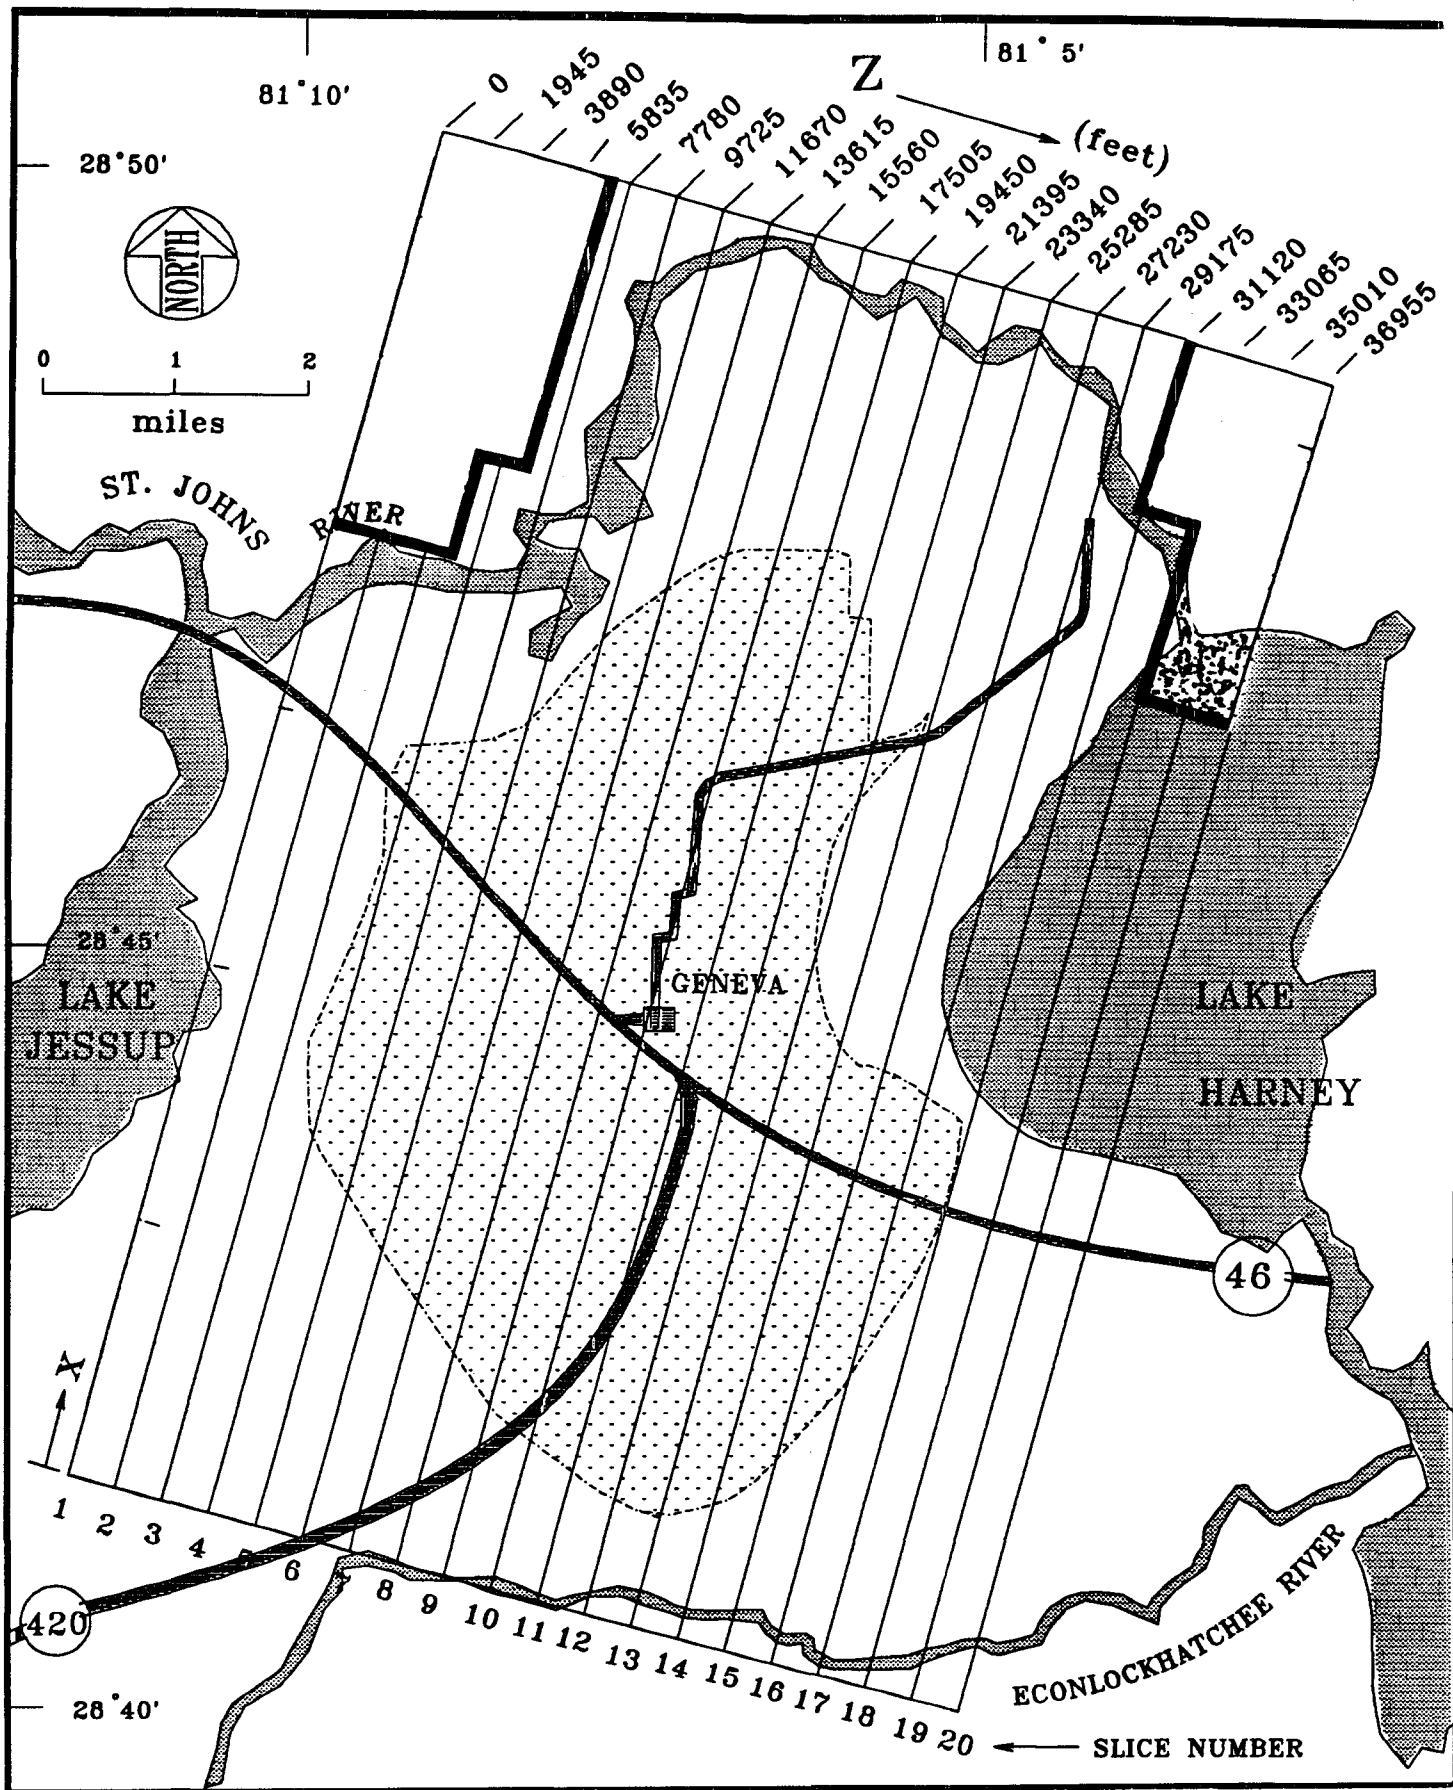 81°10'
81°5'
Z
(feet)
0
1945
3890
5835
7780
9725
11670
13615
15560
17505
19450
21395
23340
25285
27230
29175
31120
33065
35010
36955
28°50'
NORTH
0 1 2
miles
ST. JOHNS RIVER
28°45'
LAKE
JESSUP
GENEVA
LAKE
HARNEY
46
X
1 2 3 4 5 6 8 9 10 11 12 13 14 15 16 17 18 19 20
420
ECONLOCKHATCHEE RIVER
28°40'
SLICE NUMBER